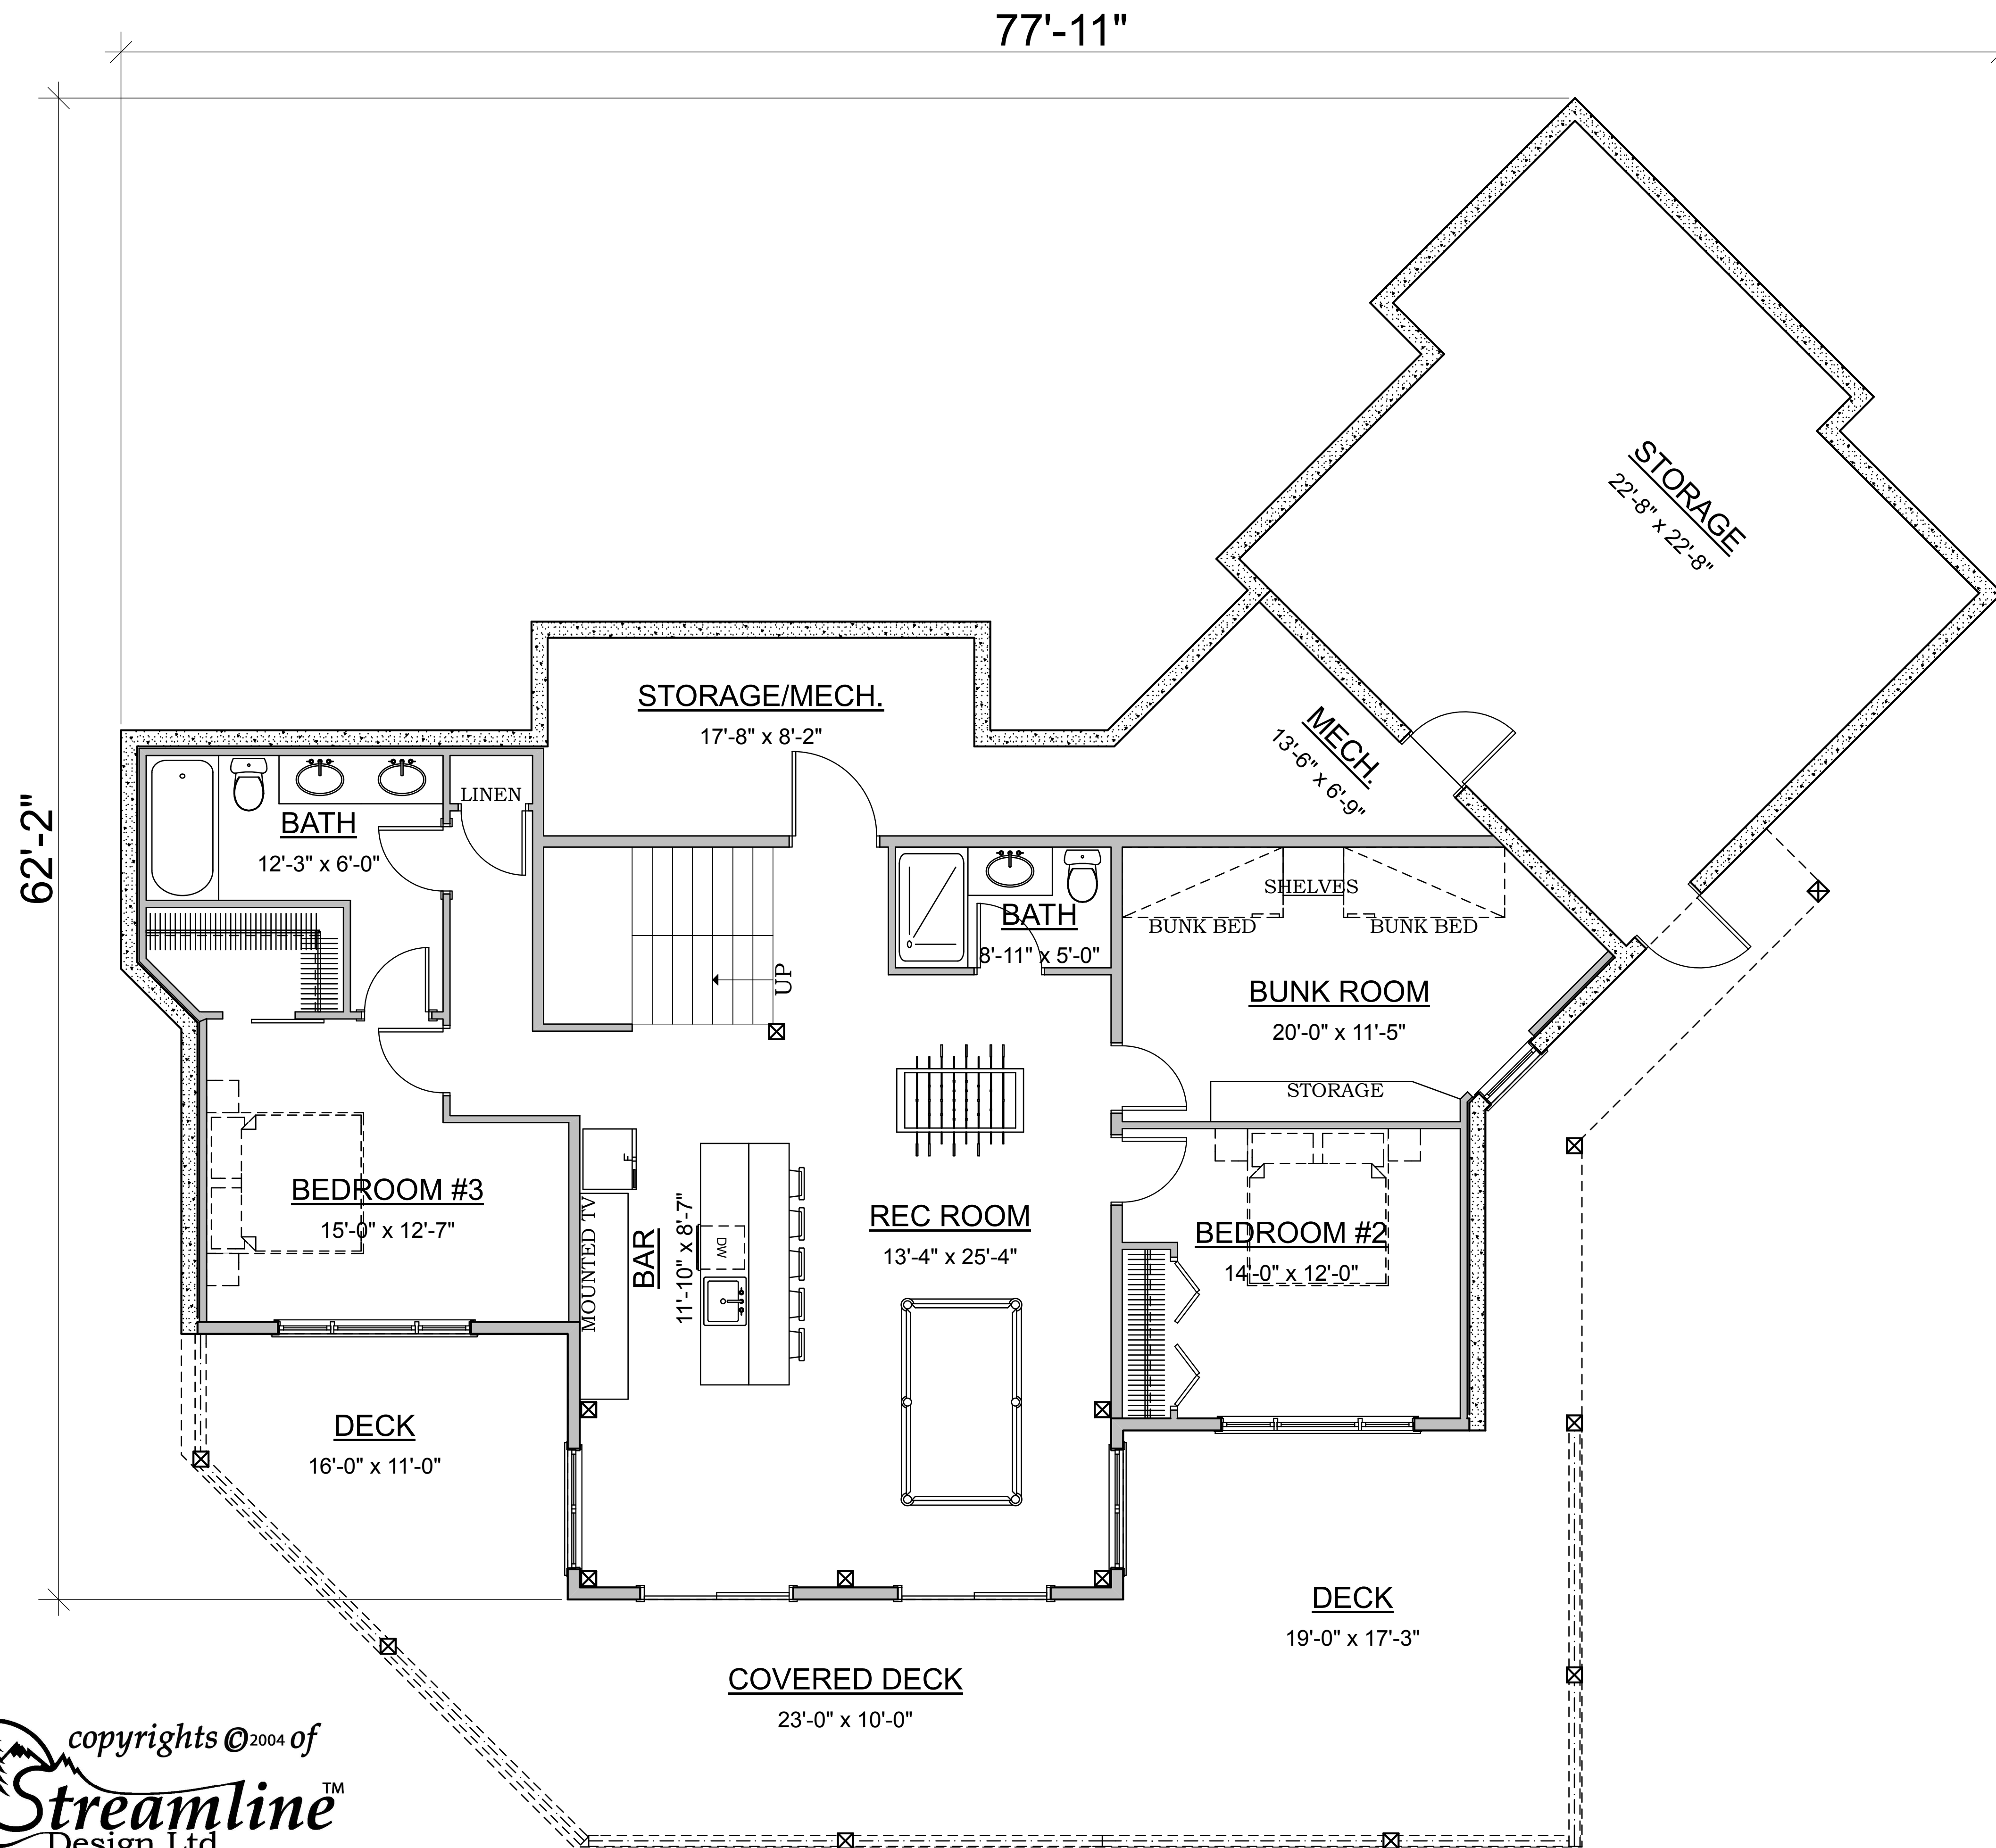 77'-11"
62'-2"
STORAGE
22'-8" x 22'-8"
STORAGE/MECH.
17'-8" x 8'-2"
MECH.
13'-6" x 6'-9"
LINEN
BATH
12'-3" x 6'-0"
UP
BATH
8'-11" x 5'-0"
SHELVES
BUNK BED
BUNK BED
BUNK ROOM
20'-0" x 11'-5"
STORAGE
BEDROOM #3
15'-0" x 12'-7"
F
MOUNTED TV
BAR
11'-10" x 8'-7"
DW
REC ROOM
13'-4" x 25'-4"
BEDROOM #2
14'-0" x 12'-0"
DECK
16'-0" x 11'-0"
DECK
19'-0" x 17'-3"
COVERED DECK
23'-0" x 10'-0"
copyrights ©2004 of
Streamline™
Design Ltd